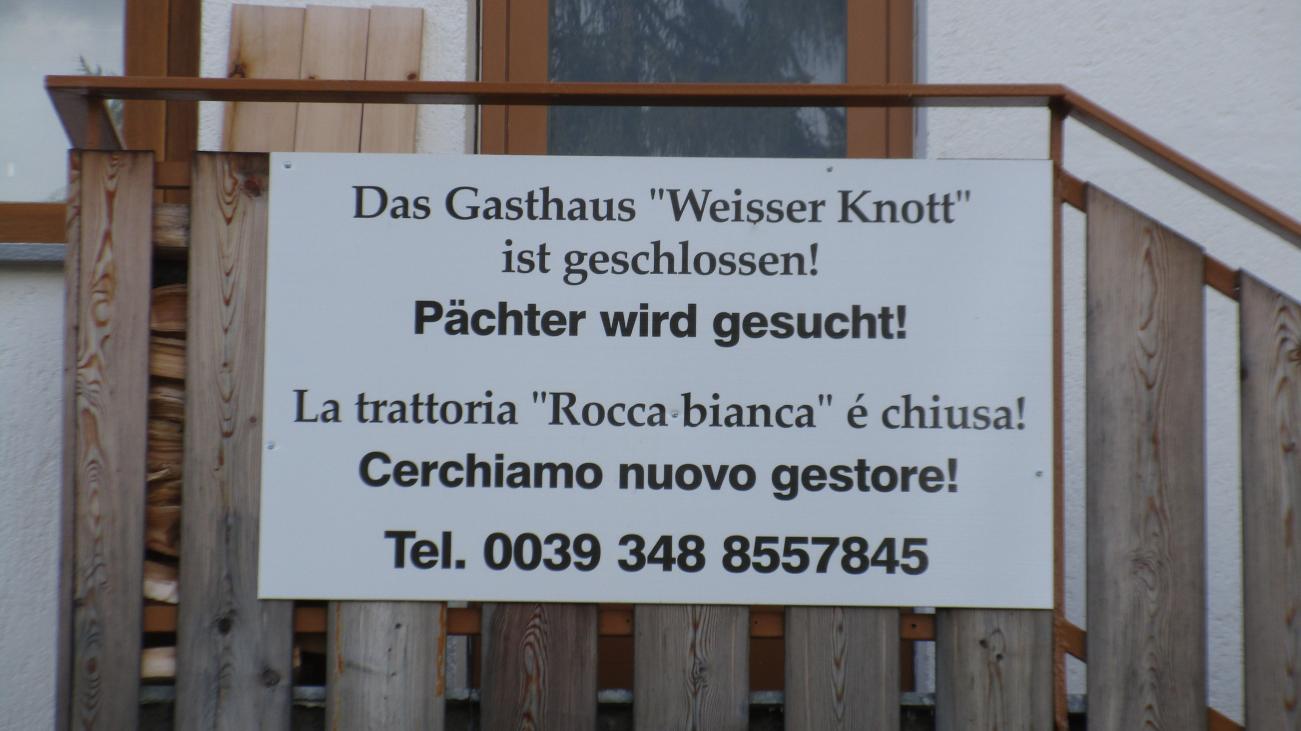 Das Gasthaus "Weisser Knott"
ist geschlossen!
Pächter wird gesucht!
La trattoria "Rocca bianca" é chiusa!
Cerchiamo nuovo gestore!
Tel. 0039 348 8557845